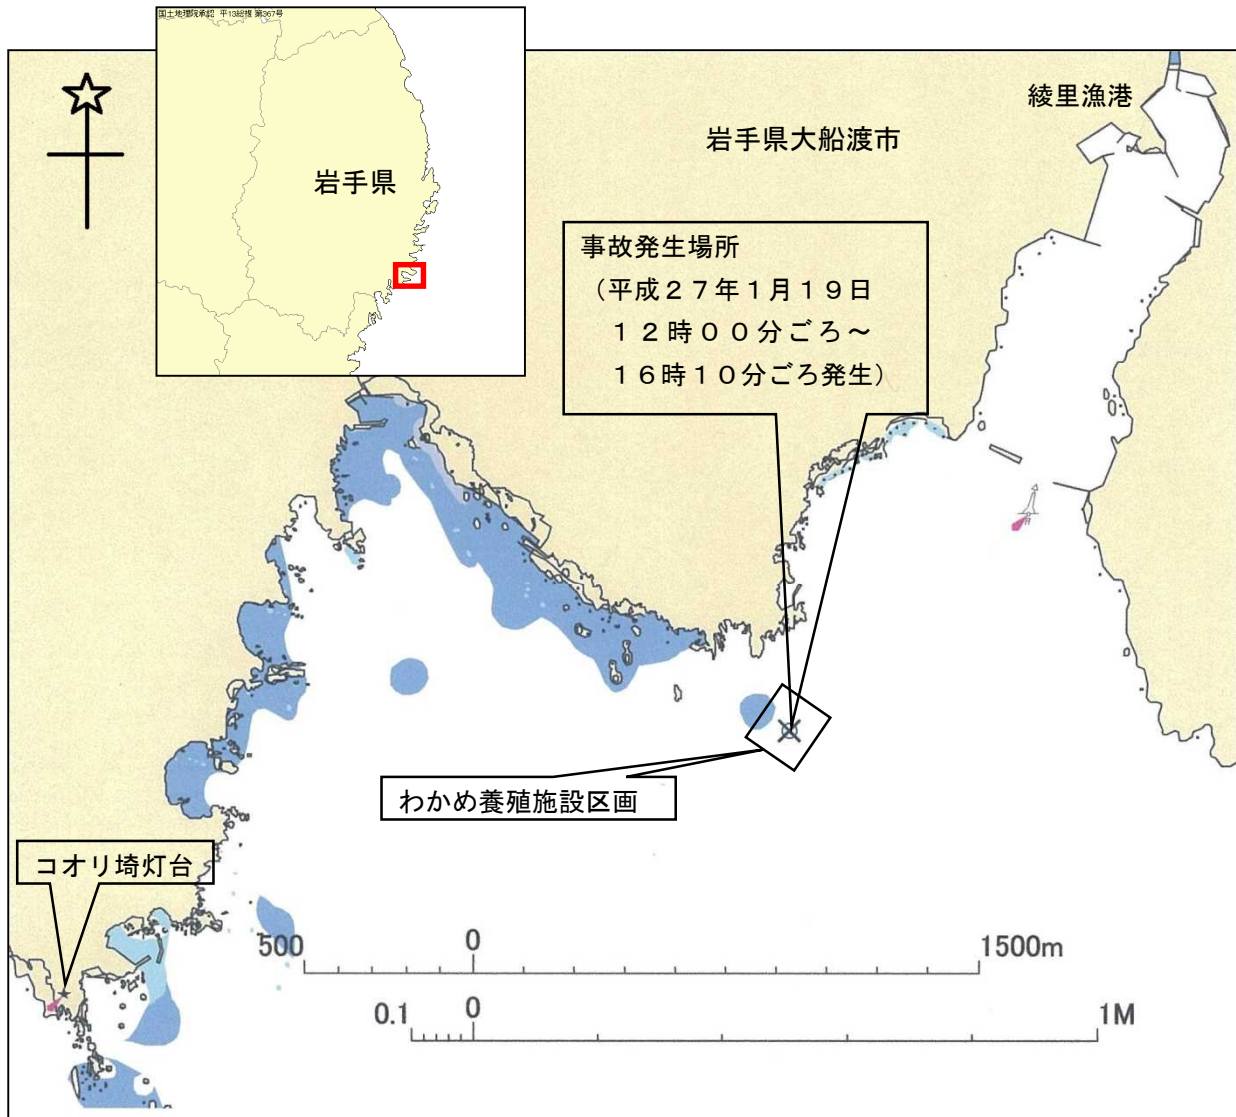 国土地理院承認 平13総複 第367号
岩手県
綾里漁港
岩手県大船渡市
事故発生場所
（平成２７年１月１９日
１２時００分ごろ～
１６時１０分ごろ発生）
わかめ養殖施設区画
コオリ埼灯台
500 0 1500m
0.1 0 1M